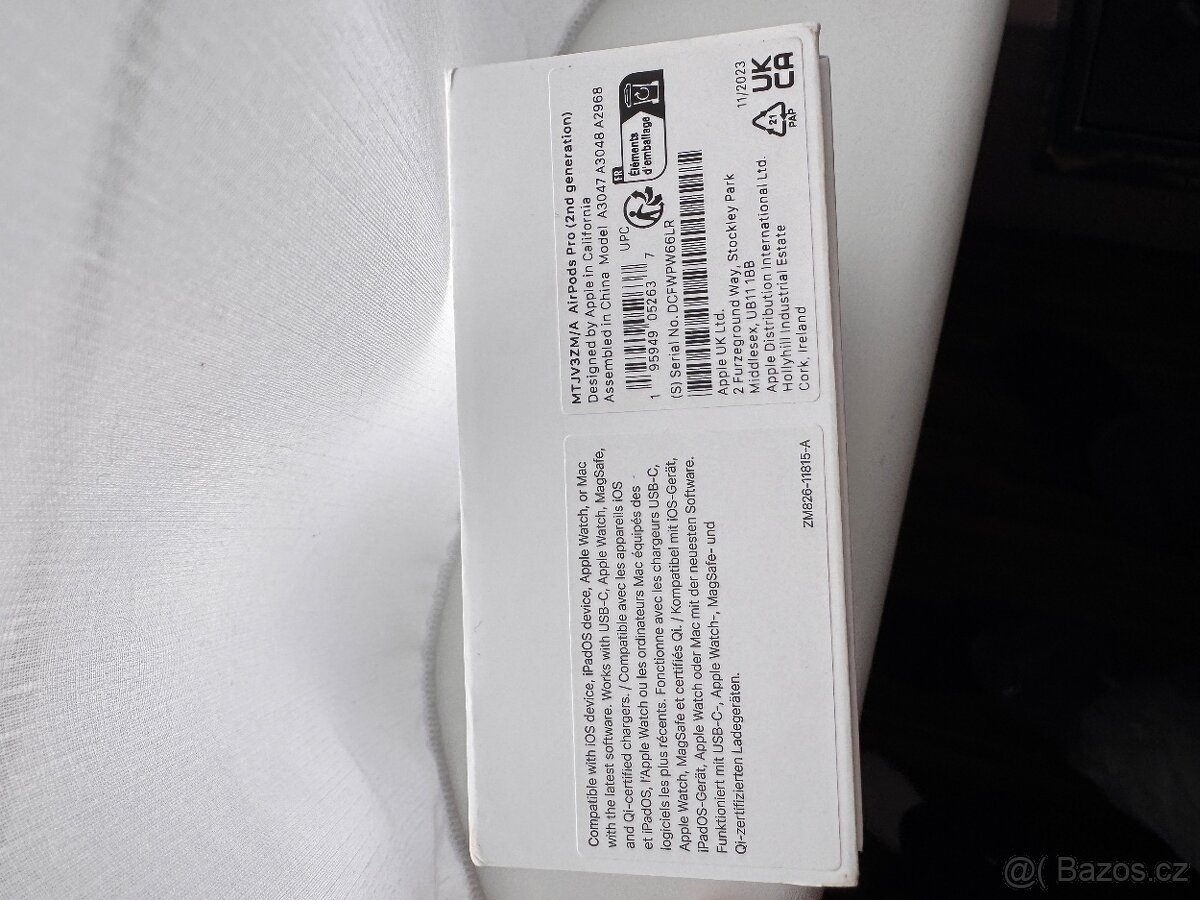 Compatible with iOS device, iPadOS device, Apple Watch, or Mac
with the latest software. Works with USB-C, Apple Watch, MagSafe,
and Qi-certified chargers. / Compatible avec les appareils iOS
et iPadOS, l'Apple Watch ou les ordinateurs Mac équipés des
logiciels les plus récents. Fonctionne avec les chargeurs USB-C,
Apple Watch, MagSafe et certifiés Qi. / Kompatibel mit iOS-Gerät,
iPadOS-Gerät, Apple Watch oder Mac mit der neuesten Software.
Funktioniert mit USB-C-, Apple Watch-, MagSafe- und
Qi-zertifizierten Ladegeräten.
ZM826-11815-A
MTJV3ZM/A AirPods Pro (2nd generation)
Designed by Apple in California
Assembled in China Model A3047 A3048 A2968
UPC
1 95949 05263 7
FR
Éléments
d'emballage
(S) Serial No. DCFWPW66LR
Apple UK Ltd.
2 Furzeground Way, Stockley Park
Middlesex, UB11 1BB
Apple Distribution International Ltd.
Hollyhill Industrial Estate
Cork, Ireland
11/2023
21
PAP
UK
CA
@( Bazos.cz